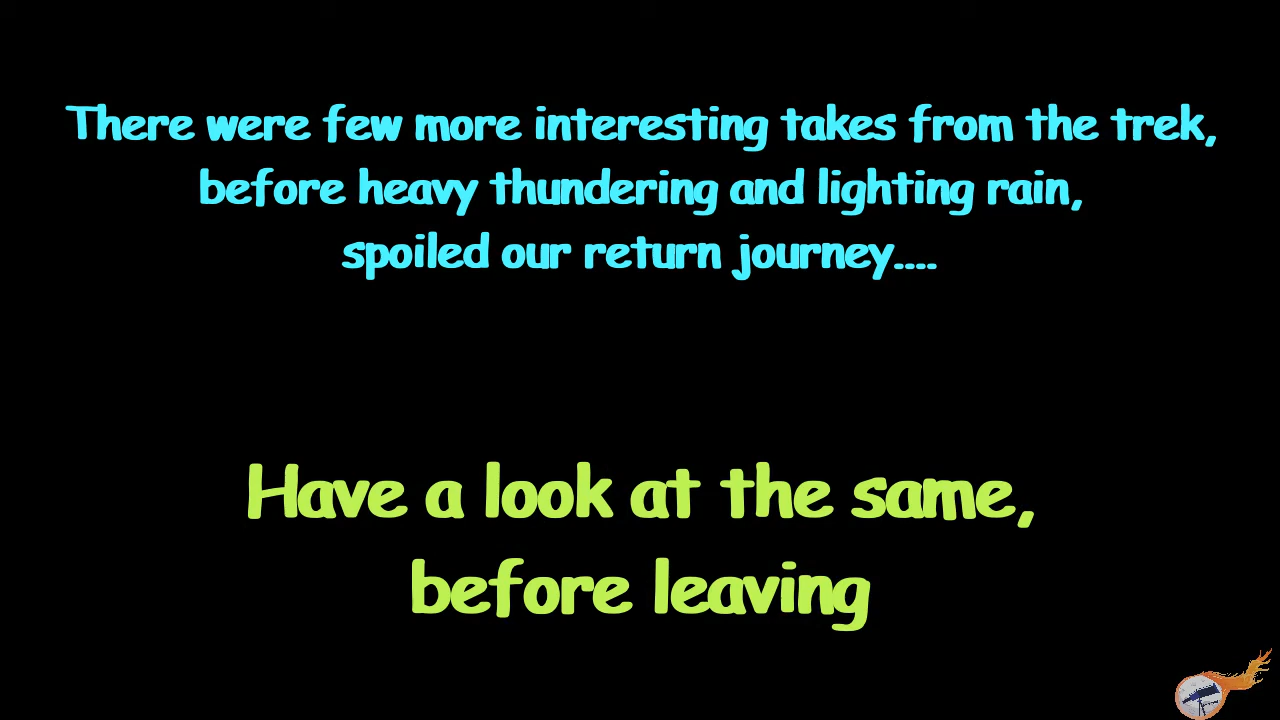 There were few more interesting takes from the trek,
before heavy thundering and lighting rain,
spoiled our return journey....
Have a look at the same,
before leaving